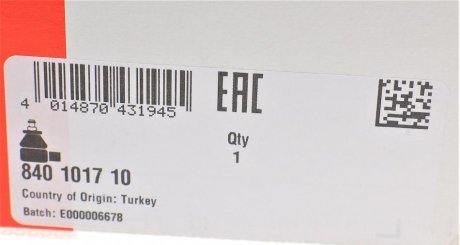 EAC
4 014870 431945
Qty
1
840 1017 10
Country of Origin: Turkey
Batch: E000006678